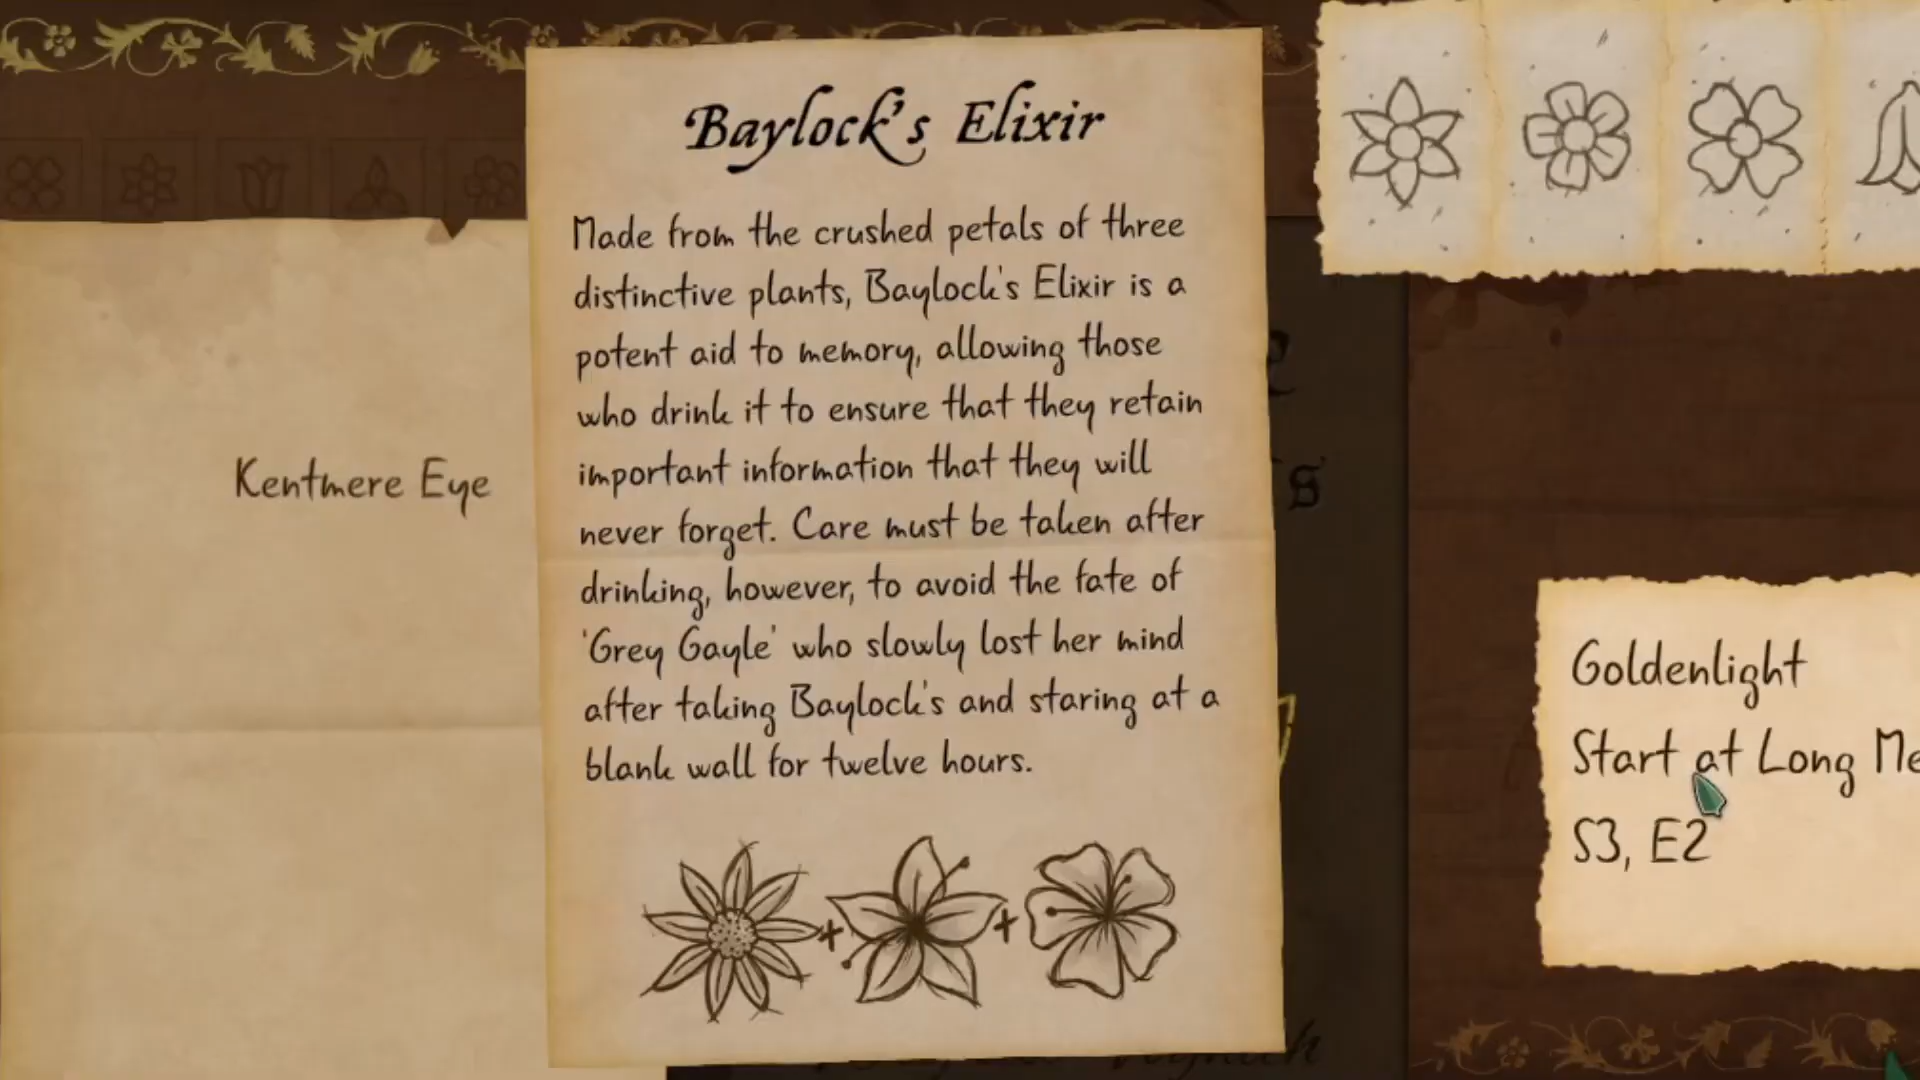 Baylock's Elixir
Made from the crushed petals of three
distinctive plants, Baylock's Elixir is a
potent aid to memory, allowing those
who drink it to ensure that they retain
important information that they will
never forget. Care must be taken after
drinking, however, to avoid the fate of
'Grey Gayle' who slowly lost her mind
after taking Baylock's and staring at a
blank wall for twelve hours.
+ +
Kentmere Eye
Goldenlight
Start at Long Me
S3, E2